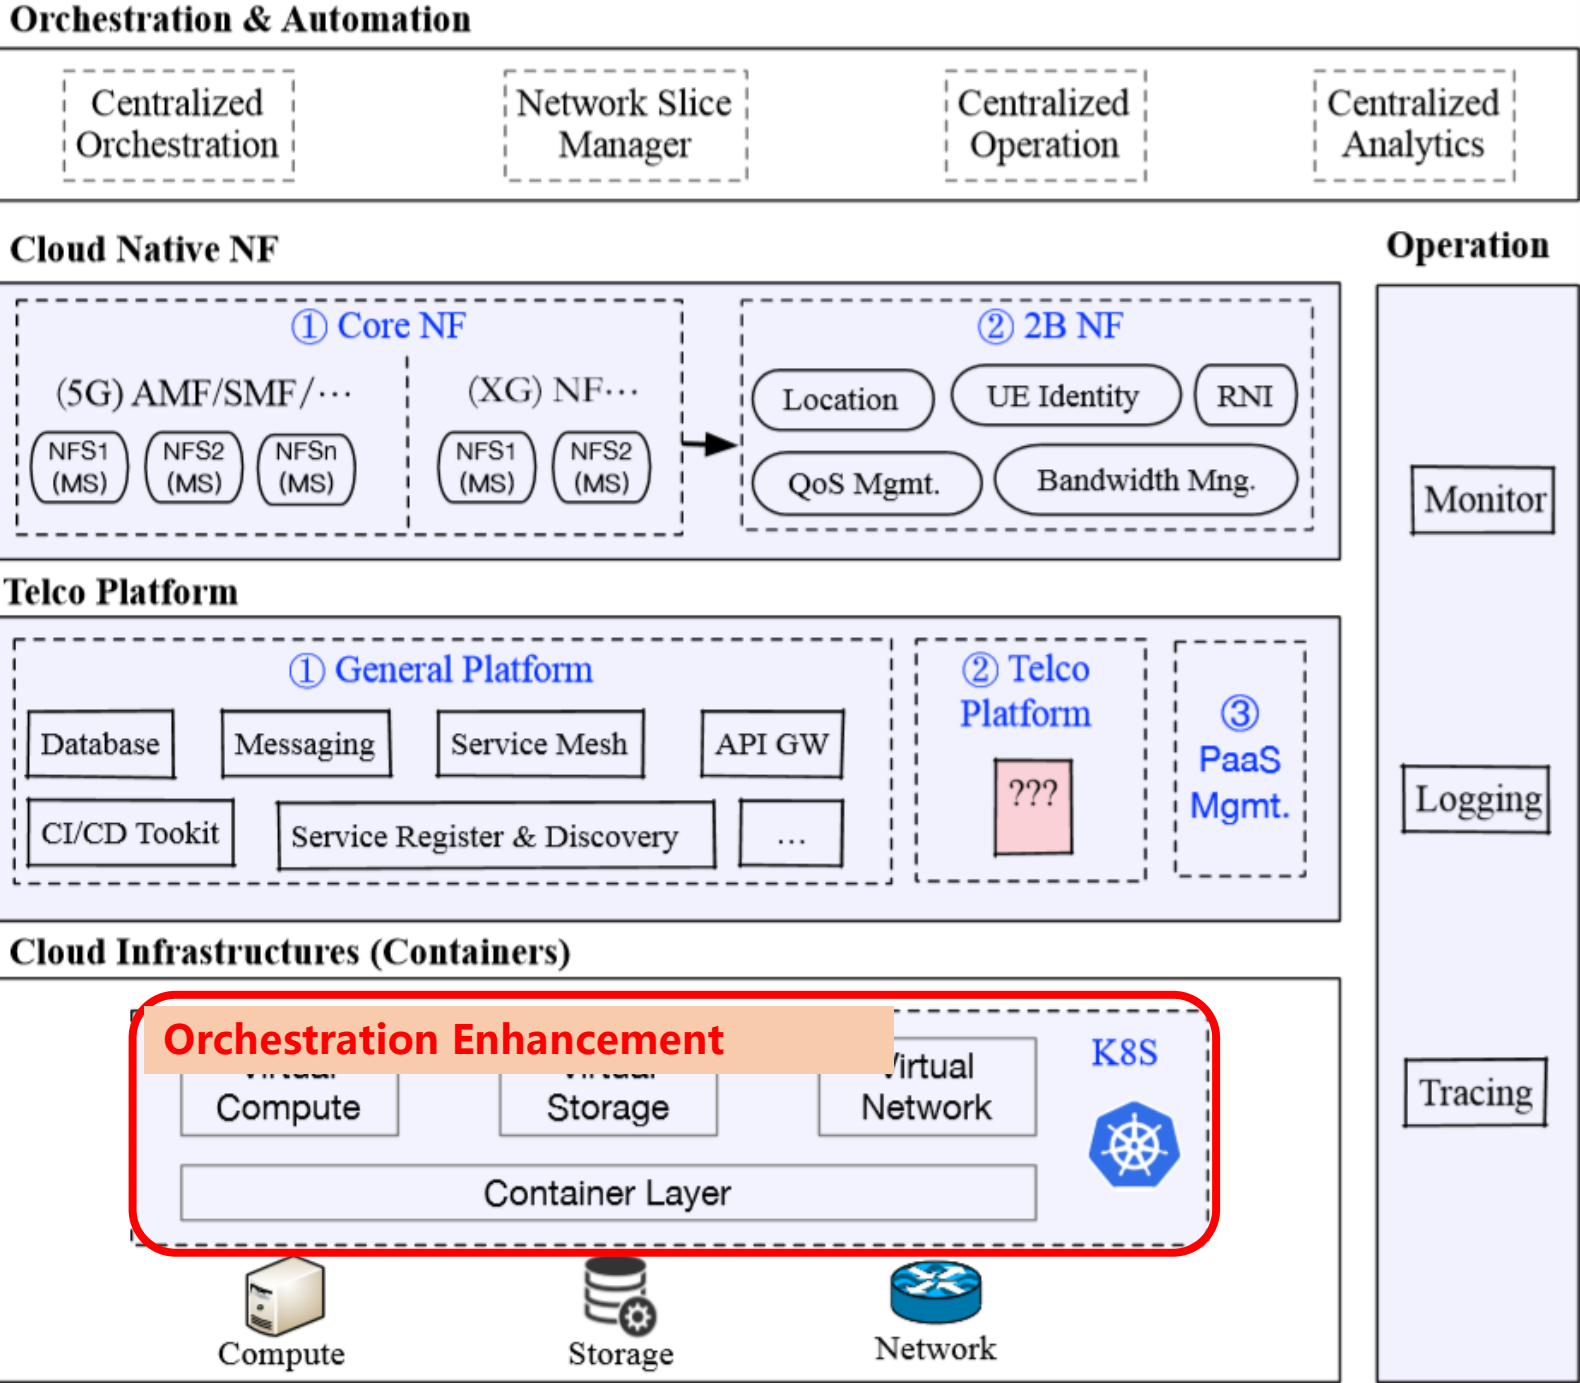 Orchestration & Automation
Centralized
Orchestration
Network Slice
Manager
Centralized
Operation
Centralized
Analytics
Cloud Native NF
Operation
① Core NF
(5G) AMF/SMF/···
NFS1
(MS)
NFS2
(MS)
NFSn
(MS)
(XG) NF···
NFS1
(MS)
NFS2
(MS)
② 2B NF
Location
UE Identity
RNI
QoS Mgmt.
Bandwidth Mng.
Monitor
Logging
Tracing
Telco Platform
① General Platform
Database
Messaging
Service Mesh
API GW
CI/CD Tookit
Service Register & Discovery
...
② Telco
Platform
???
③
PaaS
Mgmt.
Cloud Infrastructures (Containers)
Orchestration Enhancement
Virtual
Compute
Virtual
Storage
Virtual
Network
K8S
Container Layer
Compute
Storage
Network